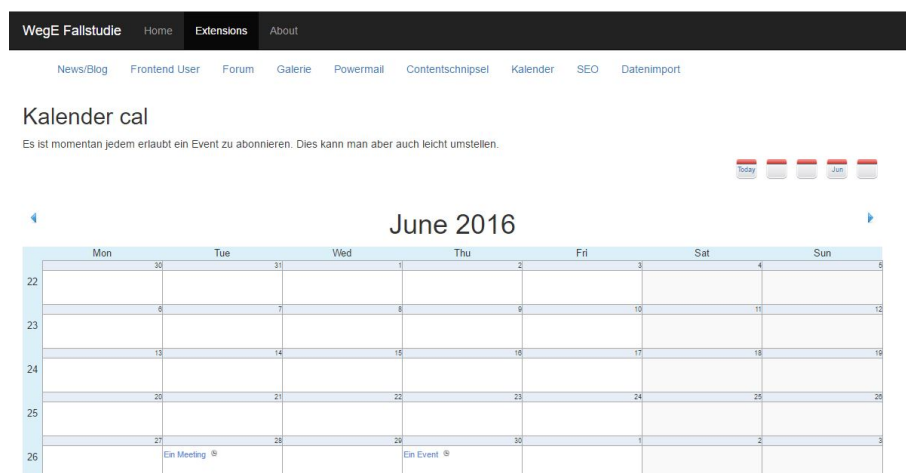 WegE Fallstudie Home Extensions About
News/Blog Frontend User Forum Galerie Powermail Contentschnipsel Kalender SEO Datenimport
Kalender cal
Es ist momentan jedem erlaubt ein Event zu abonnieren. Dies kann man aber auch leicht umstellen.
Today Jun
June 2016
Mon Tue Wed Thu Fri Sat Sun
30 31 1 2 3 4 5
22
6 7 8 9 10 11 12
23
13 14 15 16 17 18 19
24
20 21 22 23 24 25 26
25
27 28 29 30 1 2 3
26 Ein Meeting Ein Event